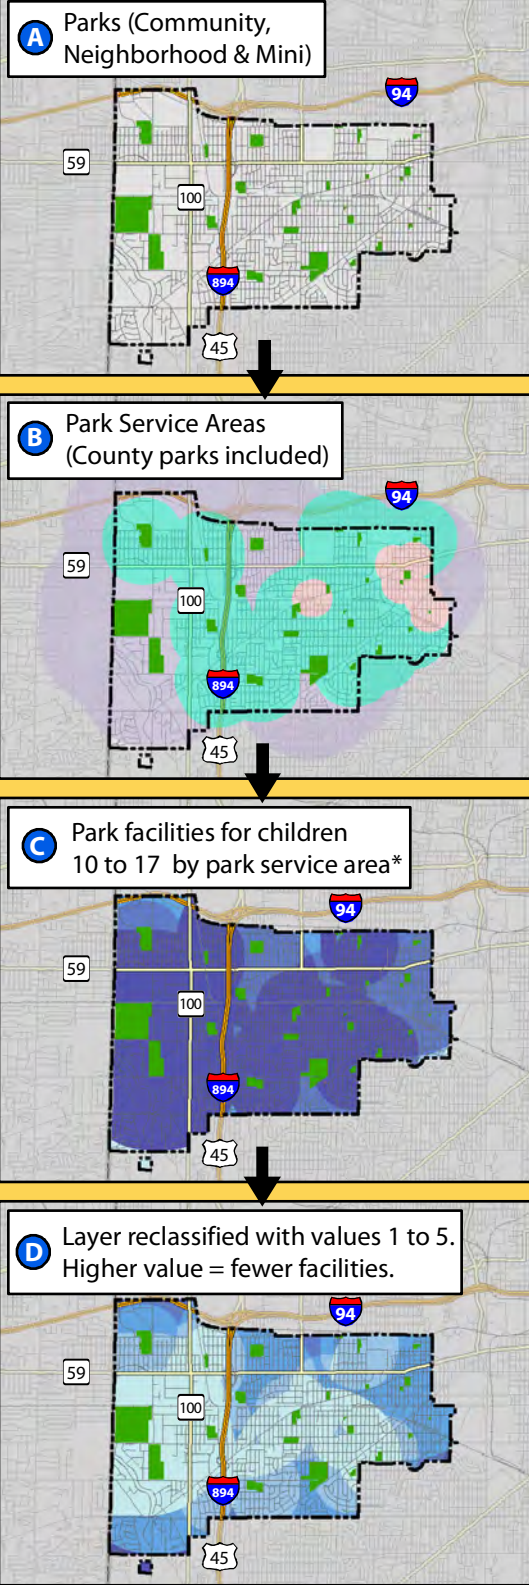 A
Parks (Community,
Neighborhood & Mini)
94
59
100
894
45
B
Park Service Areas
(County parks included)
94
59
100
894
45
C
Park facilities for children
10 to 17 by park service area*
94
59
100
894
45
D
Layer reclassified with values 1 to 5.
Higher value = fewer facilities.
94
59
100
894
45